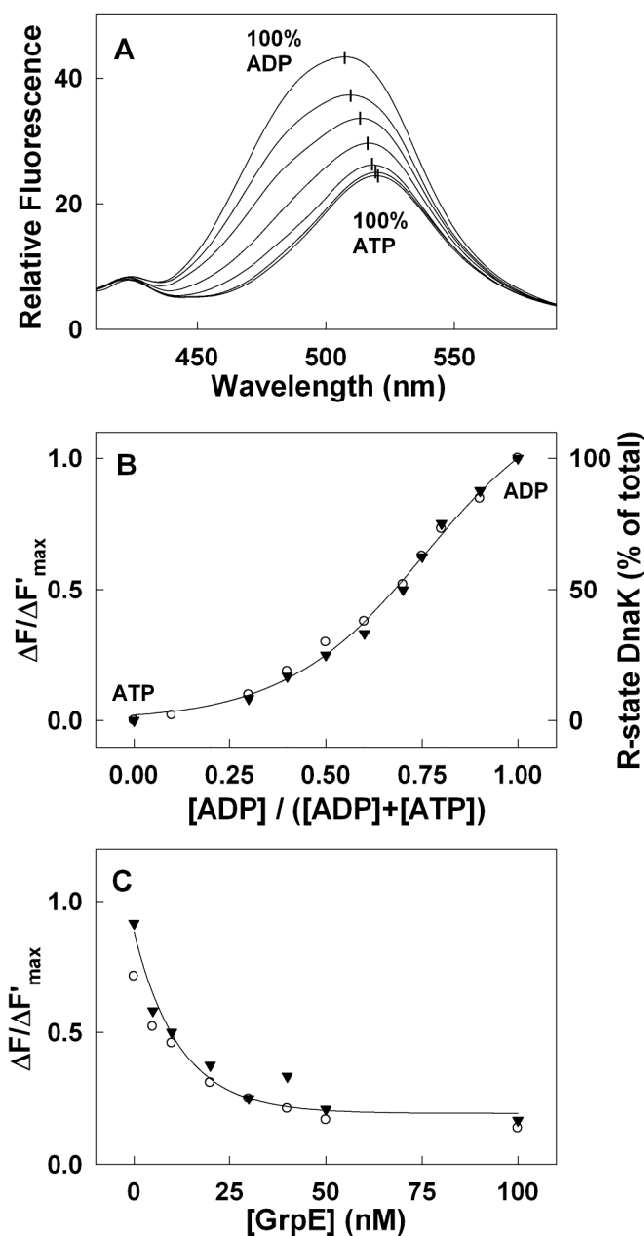 A
100%
ADP
100%
ATP
Relative Fluorescence
0
20
40
450
500
550
Wavelength (nm)
B
ATP
ADP
ΔF/ΔF'max
0.0
0.5
1.0
R-state DnaK (% of total)
0
50
100
0.00
0.25
0.50
0.75
1.00
[ADP] / ([ADP]+[ATP])
C
ΔF/ΔF'max
0.0
0.5
1.0
0
25
50
75
100
[GrpE] (nM)